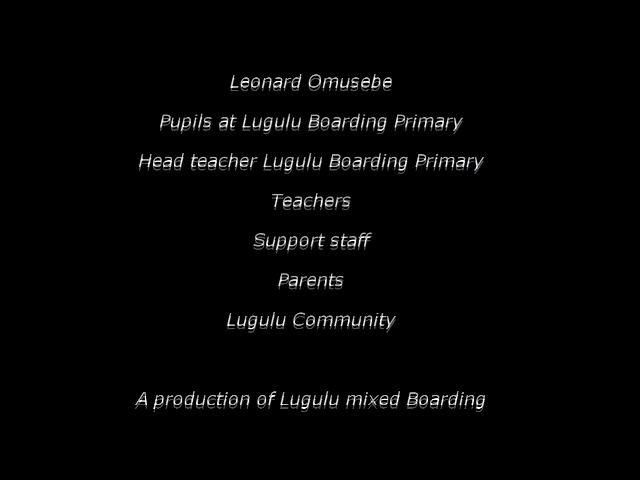 Leonard Omusebe
Pupils at Lugulu Boarding Primary
Head teacher Lugulu Boarding Primary
Teachers
Support staff
Parents
Lugulu Community
A production of Lugulu mixed Boarding